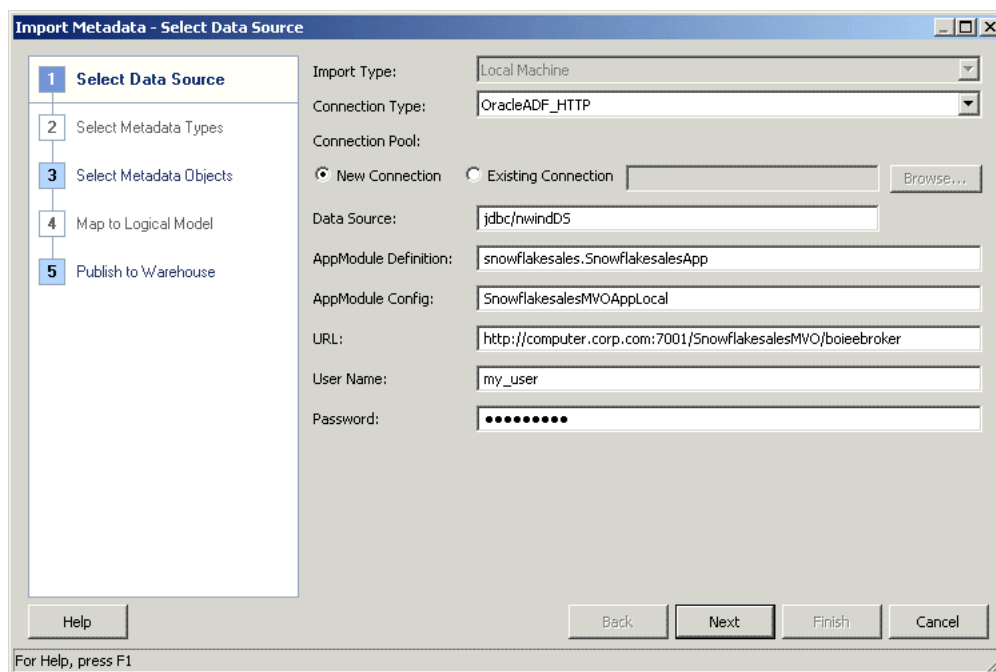 Import Metadata - Select Data Source
1 Select Data Source
2 Select Metadata Types
3 Select Metadata Objects
4 Map to Logical Model
5 Publish to Warehouse
Import Type: Local Machine
Connection Type: OracleADF_HTTP
Connection Pool:
New Connection Existing Connection Browse...
Data Source: jdbc/nwindDS
AppModule Definition: snowflakesales.SnowflakesalesApp
AppModule Config: SnowflakesalesMVOAppLocal
URL: http://computer.corp.com:7001/SnowflakesalesMVO/boieebroker
User Name: my_user
Password: ●●●●●●●●●
Help Back Next Finish Cancel
For Help, press F1